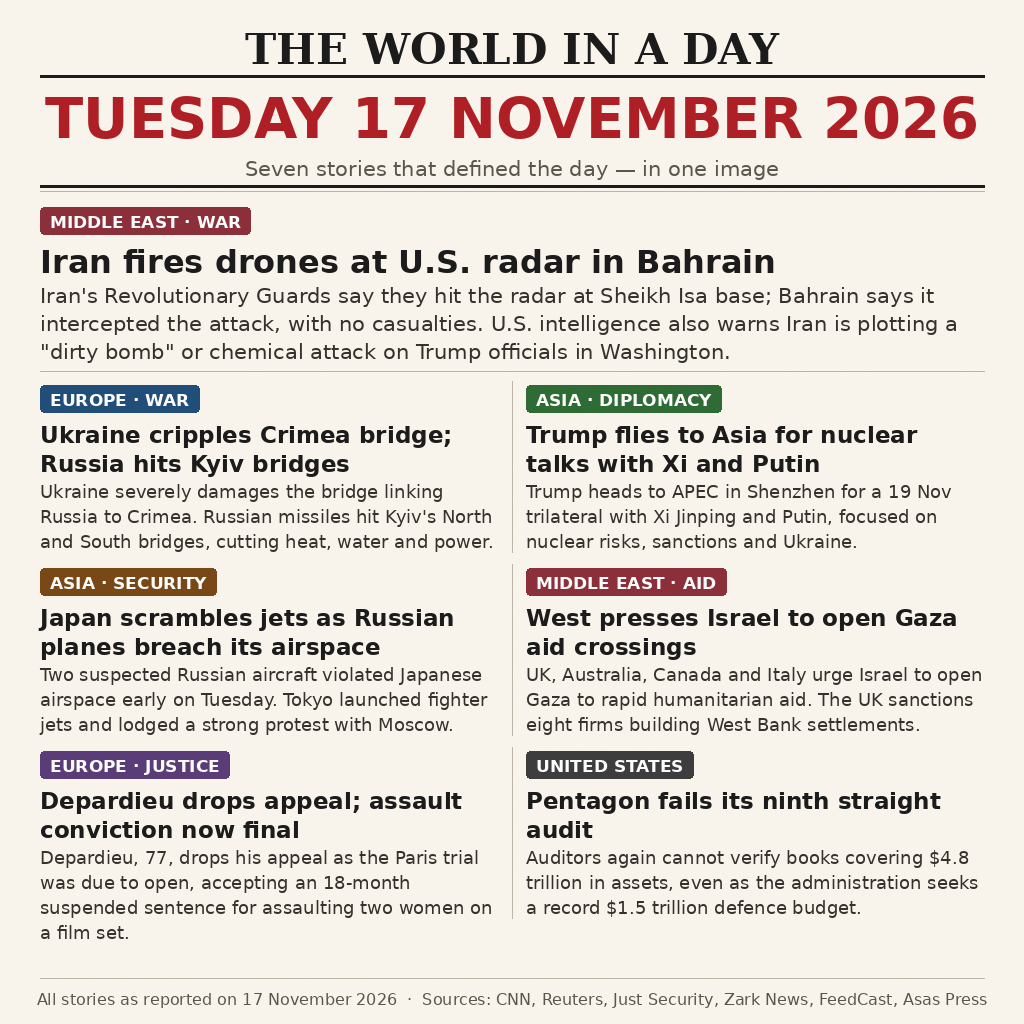 THE WORLD IN A DAY
TUESDAY 17 NOVEMBER 2026
Seven stories that defined the day — in one image
MIDDLE EAST · WAR
Iran fires drones at U.S. radar in Bahrain
Iran's Revolutionary Guards say they hit the radar at Sheikh Isa base; Bahrain says it
intercepted the attack, with no casualties. U.S. intelligence also warns Iran is plotting a
"dirty bomb" or chemical attack on Trump officials in Washington.
EUROPE · WAR
Ukraine cripples Crimea bridge;
Russia hits Kyiv bridges
Ukraine severely damages the bridge linking
Russia to Crimea. Russian missiles hit Kyiv's North
and South bridges, cutting heat, water and power.
ASIA · DIPLOMACY
Trump flies to Asia for nuclear
talks with Xi and Putin
Trump heads to APEC in Shenzhen for a 19 Nov
trilateral with Xi Jinping and Putin, focused on
nuclear risks, sanctions and Ukraine.
ASIA · SECURITY
Japan scrambles jets as Russian
planes breach its airspace
Two suspected Russian aircraft violated Japanese
airspace early on Tuesday. Tokyo launched fighter
jets and lodged a strong protest with Moscow.
MIDDLE EAST · AID
West presses Israel to open Gaza
aid crossings
UK, Australia, Canada and Italy urge Israel to open
Gaza to rapid humanitarian aid. The UK sanctions
eight firms building West Bank settlements.
EUROPE · JUSTICE
Depardieu drops appeal; assault
conviction now final
Depardieu, 77, drops his appeal as the Paris trial
was due to open, accepting an 18-month
suspended sentence for assaulting two women on
a film set.
UNITED STATES
Pentagon fails its ninth straight
audit
Auditors again cannot verify books covering $4.8
trillion in assets, even as the administration seeks
a record $1.5 trillion defence budget.
All stories as reported on 17 November 2026 · Sources: CNN, Reuters, Just Security, Zark News, FeedCast, Asas Press